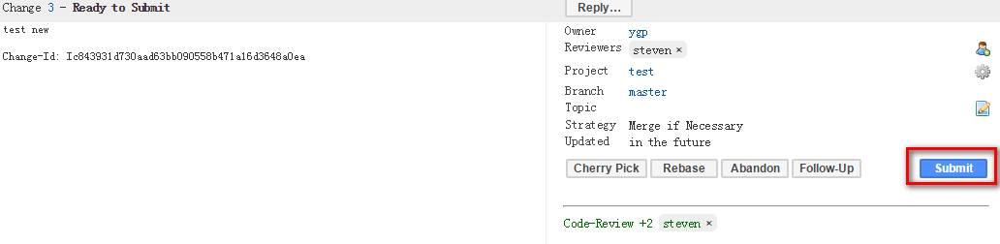 Change 3 - Ready to Submit
Reply...
test new
Change-Id: Ic843931d730aad63bb090558b471a16d3648a0ea
Owner ygp
Reviewers steven ×
Project test
Branch master
Topic
Strategy Merge if Necessary
Updated in the future
Cherry Pick Rebase Abandon Follow-Up Submit
Code-Review +2 steven ×